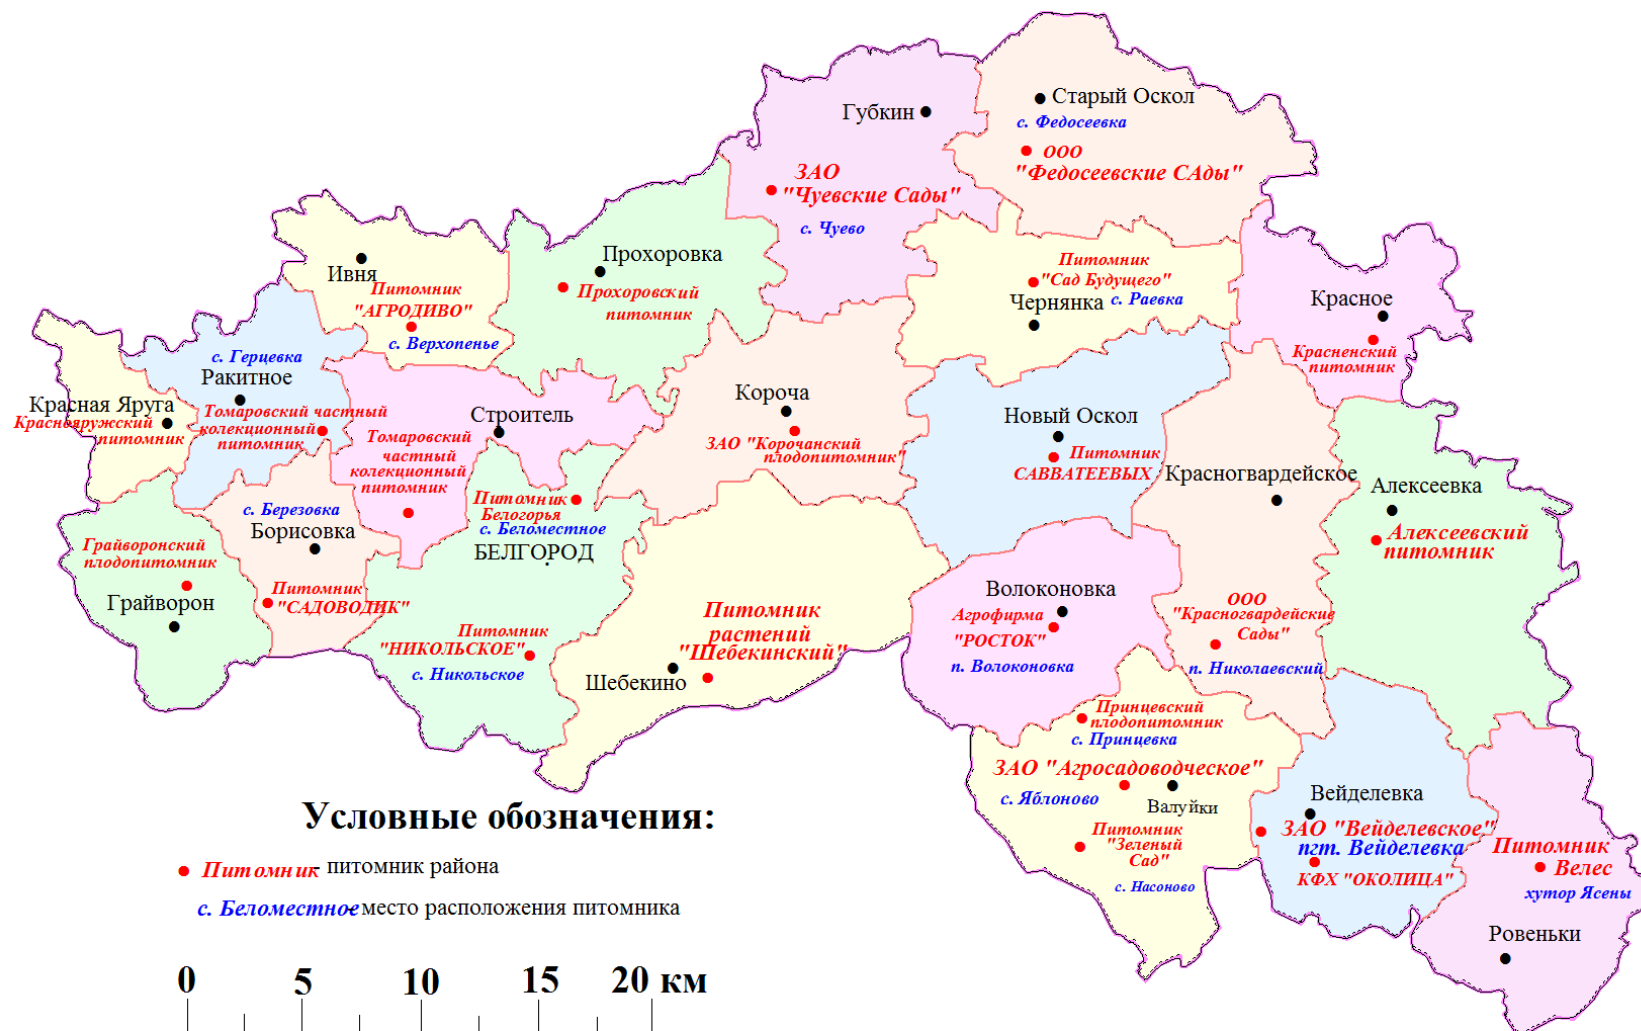 Губкин
Старый Оскол
с. Федосеевка
ООО
"Федосеевские САды"
ЗАО
"Чуевские Сады"
с. Чуево
Ивня
Питомник
"АГРОДИВО"
с. Верхопенье
Прохоровка
Прохоровский
питомник
Питомник
"Сад Будущего"
Чернянка
с. Раевка
Красное
Красненский
питомник
с. Герцевка
Ракитное
Томаровский частный
колекционный
питомник
Красная Яруга
Краснояружский
питомник
Строитель
Томаровский
частный
колекционный
питомник
Короча
ЗАО "Корочанский
плодопитомник"
Новый Оскол
Питомник
САВВАТЕЕВЫХ
Красногвардейское
Алексеевка
Алексеевский
питомник
Питомник
Белогорья
с. Беломестное
БЕЛГОРОД
с. Березовка
Борисовка
Питомник
"САДОВОДИК"
Грайворонский
плодопитомник
Грайворон
Питомник
"НИКОЛЬСКОЕ"
с. Никольское
Питомник
растений
"Шебекинский"
Шебекино
Волоконовка
Агрофирма
"РОСТОК"
п. Волоконовка
ООО
"Красногвардейские
Сады"
п. Николаевский
Принцевский
плодопитомник
с. Принцевка
ЗАО "Агросадоводческое"
с. Яблоново
Валуйки
Питомник
"Зеленый
Сад"
с. Насоново
Вейделевка
ЗАО "Вейделевское"
пгт. Вейделевка
КФХ "ОКОЛИЦА"
Питомник
Велес
хутор Ясены
Ровеньки
Условные обозначения:
Питомник - питомник района
с. Беломестное - место расположения питомника
0 5 10 15 20 км